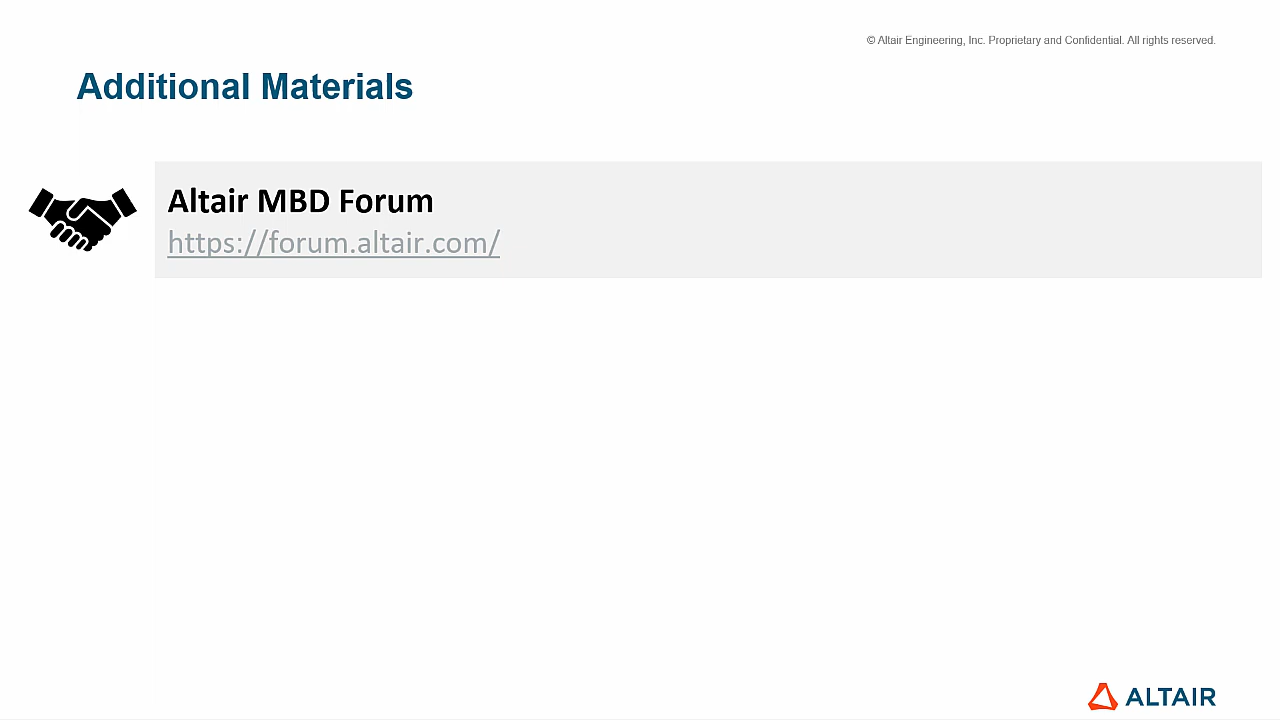 © Altair Engineering, Inc. Proprietary and Confidential. All rights reserved.
Additional Materials
Altair MBD Forum
https://forum.altair.com/
ALTAIR